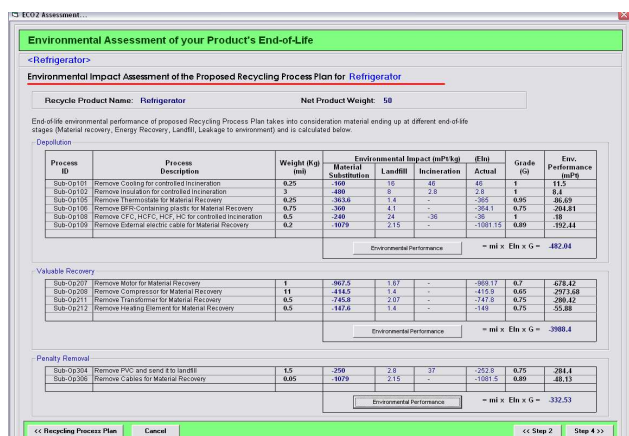 ECO2 Assessment...
Environmental Assessment of your Product's End-of-Life
<Refrigerator>
Environmental Impact Assessment of the Proposed Recycling Process Plan for Refrigerator
Recycle Product Name: Refrigerator Net Product Weight: 50
End-of-life environmental performance of proposed Recycling Process Plan takes into consideration material ending up at different end-of-life
stages (Material recovery, Energy Recovery, Landfill, Leakage to environment) and is calculated below.
Depollution
Process ID Process Description Weight (Kg) (mi) Environmental Impact (mPt/kg) (EIn) Material Substitution Landfill Incineration Actual Grade (G) Env. Performance (mPt)
Sub-Op101 Remove Cooling for controlled Incineration 0.25 -160 16 46 46 1 11.5
Sub-Op102 Remove Insulation for controlled Incineration 3 -480 8 2.8 2.8 1 8.4
Sub-Op105 Remove Thermostate for Material Recovery 0.25 -363.6 1.4 - -365 0.95 -86.69
Sub-Op106 Remove BFR-Containing plastic for Material Recovery 0.75 -360 4.1 - -364.1 0.75 -204.81
Sub-Op108 Remove CFC, HCFC, HCF, HC for controlled Incineration 0.5 -240 24 -36 -36 1 -18
Sub-Op109 Remove External electric cable for Material Recovery 0.2 -1079 2.15 - -1081.15 0.89 -192.44
Environmental Performance = mi x EIn x G = -482.04
Valuable Recovery
Sub-Op207 Remove Motor for Material Recovery 1 -967.5 1.67 - -969.17 0.7 -678.42
Sub-Op208 Remove Compressor for Material Recovery 11 -414.5 1.4 - -415.9 0.65 -2973.68
Sub-Op211 Remove Transformer for Material Recovery 0.5 -745.8 2.07 - -747.8 0.75 -280.42
Sub-Op212 Remove Heating Element for Material Recovery 0.5 -147.6 1.4 - -149 0.75 -55.88
Environmental Performance = mi x EIn x G = -3988.4
Penalty Removal
Sub-Op304 Remove PVC and send it to landfill 1.5 -250 2.8 37 -252.8 0.75 -284.4
Sub-Op306 Remove Cables for Material Recovery 0.05 -1079 2.15 - -1081.5 0.89 -48.13
Environmental Performance = mi x EIn x G = -332.53
<< Recycling Process Plan Cancel << Step 2 Step 4 >>